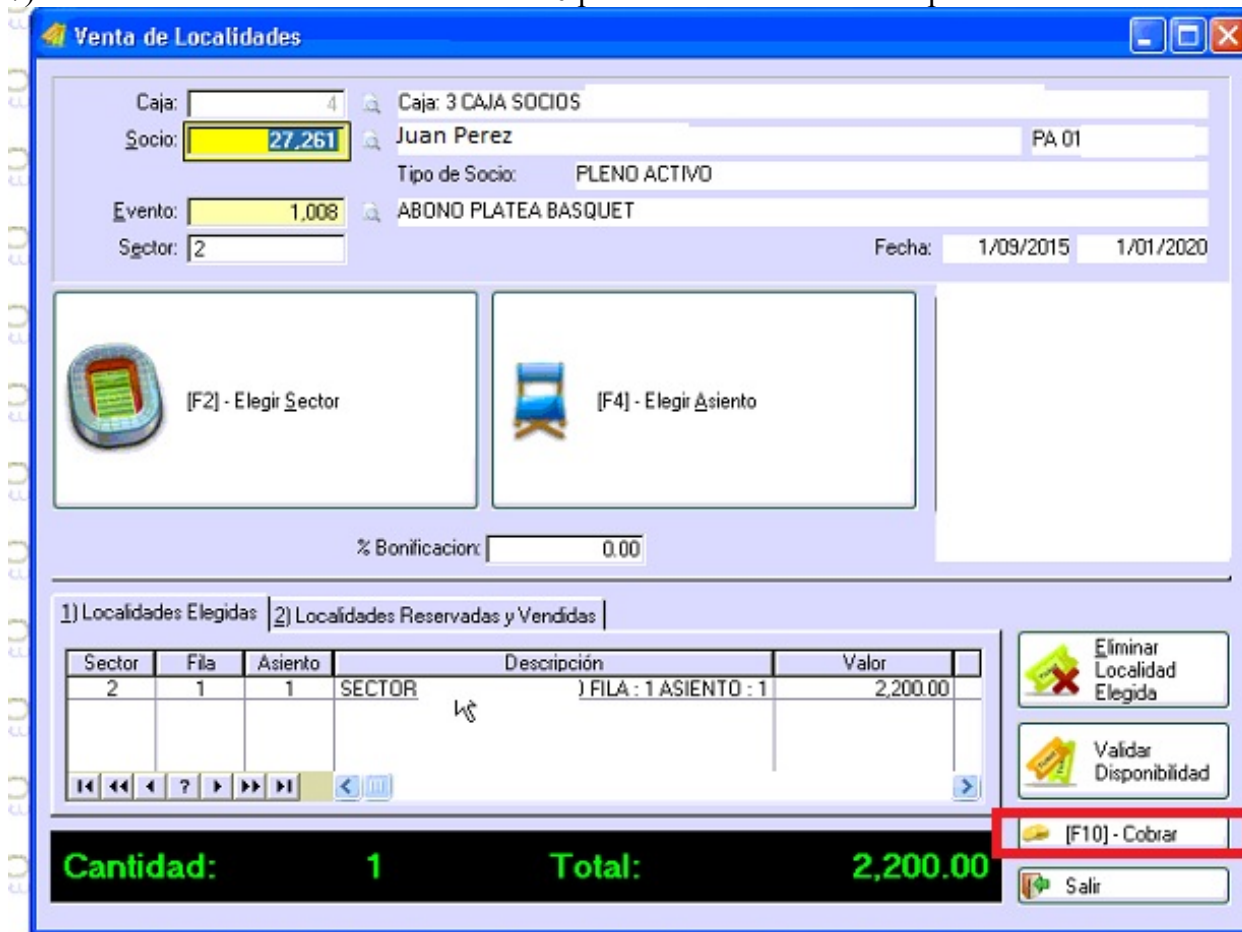 Venta de Localidades
Caja: 4 Caja: 3 CAJA SOCIOS
Socio: 27,261 Juan Perez PA 01
Tipo de Socio: PLENO ACTIVO
Evento: 1,008 ABONO PLATEA BASQUET
Sector: 2 Fecha: 1/09/2015 1/01/2020
[F2] - Elegir Sector
[F4] - Elegir Asiento
% Bonificacion: 0.00
1) Localidades Elegidas 2) Localidades Reservadas y Vendidas
Sector Fila Asiento Descripción Valor
2 1 1 SECTOR ) FILA : 1 ASIENTO : 1 2,200.00
Eliminar
Localidad
Elegida
Validar
Disponibilidad
[F10] - Cobrar
Cantidad: 1 Total: 2,200.00
Salir